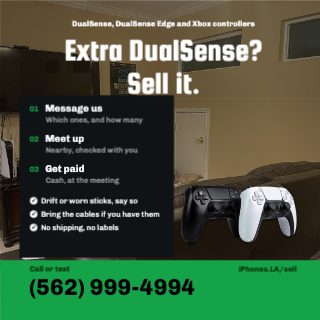 DualSense, DualSense Edge and Xbox controllers
Extra DualSense?
Sell it.
01 Message us
Which ones, and how many
02 Meet up
Nearby, checked with you
03 Get paid
Cash, at the meeting
Drift or worn sticks, say so
Bring the cables if you have them
No shipping, no labels
Call or text
iPhones.LA/sell
(562) 999-4994